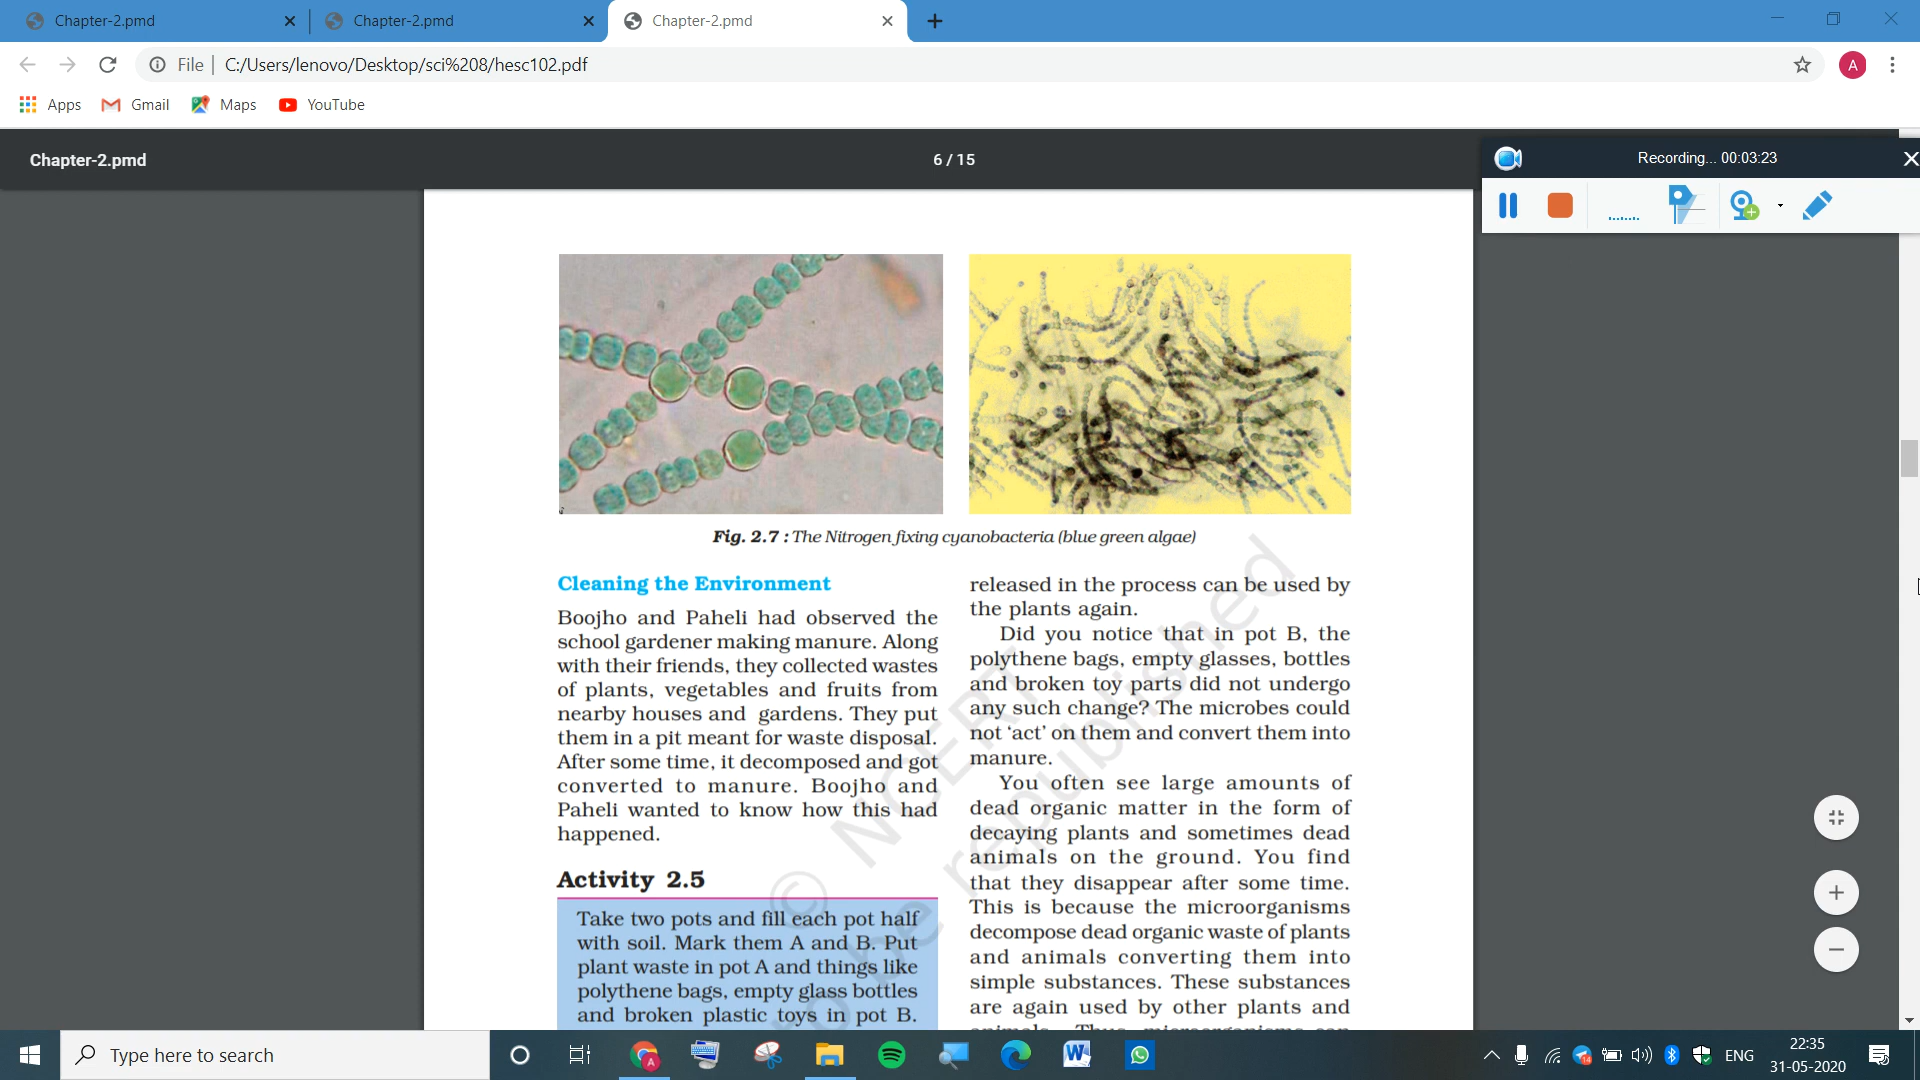 Chapter-2.pmd
Chapter-2.pmd
Chapter-2.pmd
File
C:/Users/lenovo/Desktop/sci%208/hesc102.pdf
A
Apps
Gmail
Maps
YouTube
Chapter-2.pmd
6 / 15
Recording... 00:03:23
Fig. 2.7 : The Nitrogen fixing cyanobacteria (blue green algae)
Cleaning the Environment
Boojho and Paheli had observed the
school gardener making manure. Along
with their friends, they collected wastes
of plants, vegetables and fruits from
nearby houses and gardens. They put
them in a pit meant for waste disposal.
After some time, it decomposed and got
converted to manure. Boojho and
Paheli wanted to know how this had
happened.
Activity 2.5
Take two pots and fill each pot half
with soil. Mark them A and B. Put
plant waste in pot A and things like
polythene bags, empty glass bottles
and broken plastic toys in pot B.
released in the process can be used by
the plants again.
Did you notice that in pot B, the
polythene bags, empty glasses, bottles
and broken toy parts did not undergo
any such change? The microbes could
not ‘act’ on them and convert them into
manure.
You often see large amounts of
dead organic matter in the form of
decaying plants and sometimes dead
animals on the ground. You find
that they disappear after some time.
This is because the microorganisms
decompose dead organic waste of plants
and animals converting them into
simple substances. These substances
are again used by other plants and
© NCERT
to be republished
Type here to search
ENG
22:35
31-05-2020